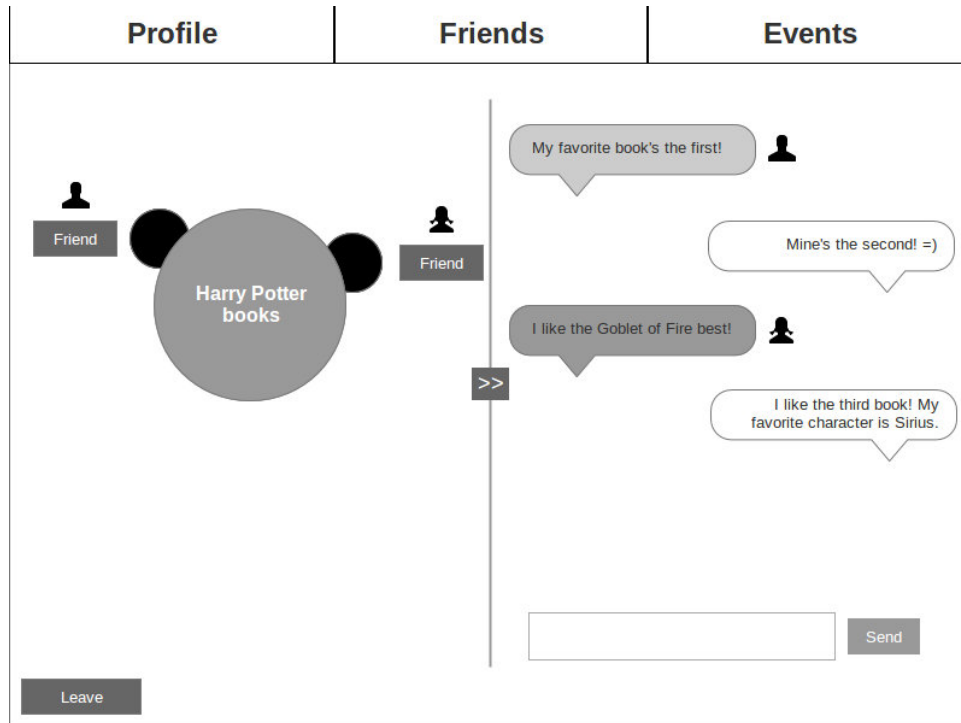 Profile
Friends
Events
Friend
Friend
Harry Potter
books
>>
My favorite book's the first!
Mine's the second! =)
I like the Goblet of Fire best!
I like the third book! My
favorite character is Sirius.
Send
Leave